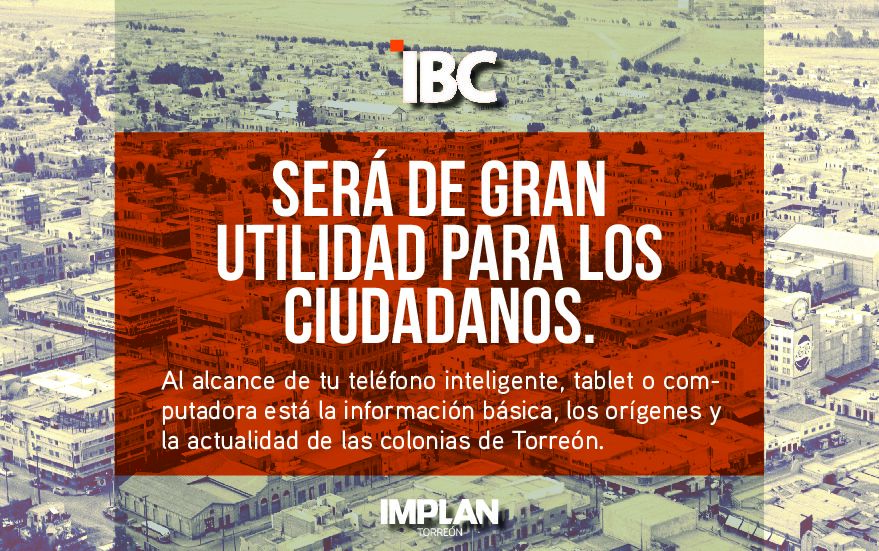 IBC
SERÁ DE GRAN
UTILIDAD PARA LOS
CIUDADANOS.
Al alcance de tu teléfono inteligente, tablet o com-
putadora está la información básica, los orígenes y
la actualidad de las colonias de Torreón.
IMPLAN
TORREÓN